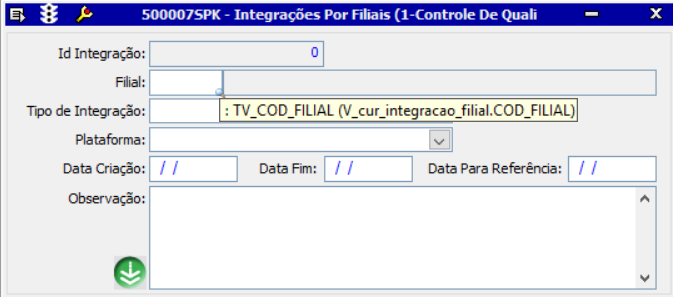 500007SPK - Integrações Por Filiais (1-Controle De Quali
Id Integração: 0
Filial:
: TV_COD_FILIAL (V_cur_integracao_filial.COD_FILIAL)
Tipo de Integração:
Plataforma:
Data Criação: / / Data Fim: / / Data Para Referência: / /
Observação: